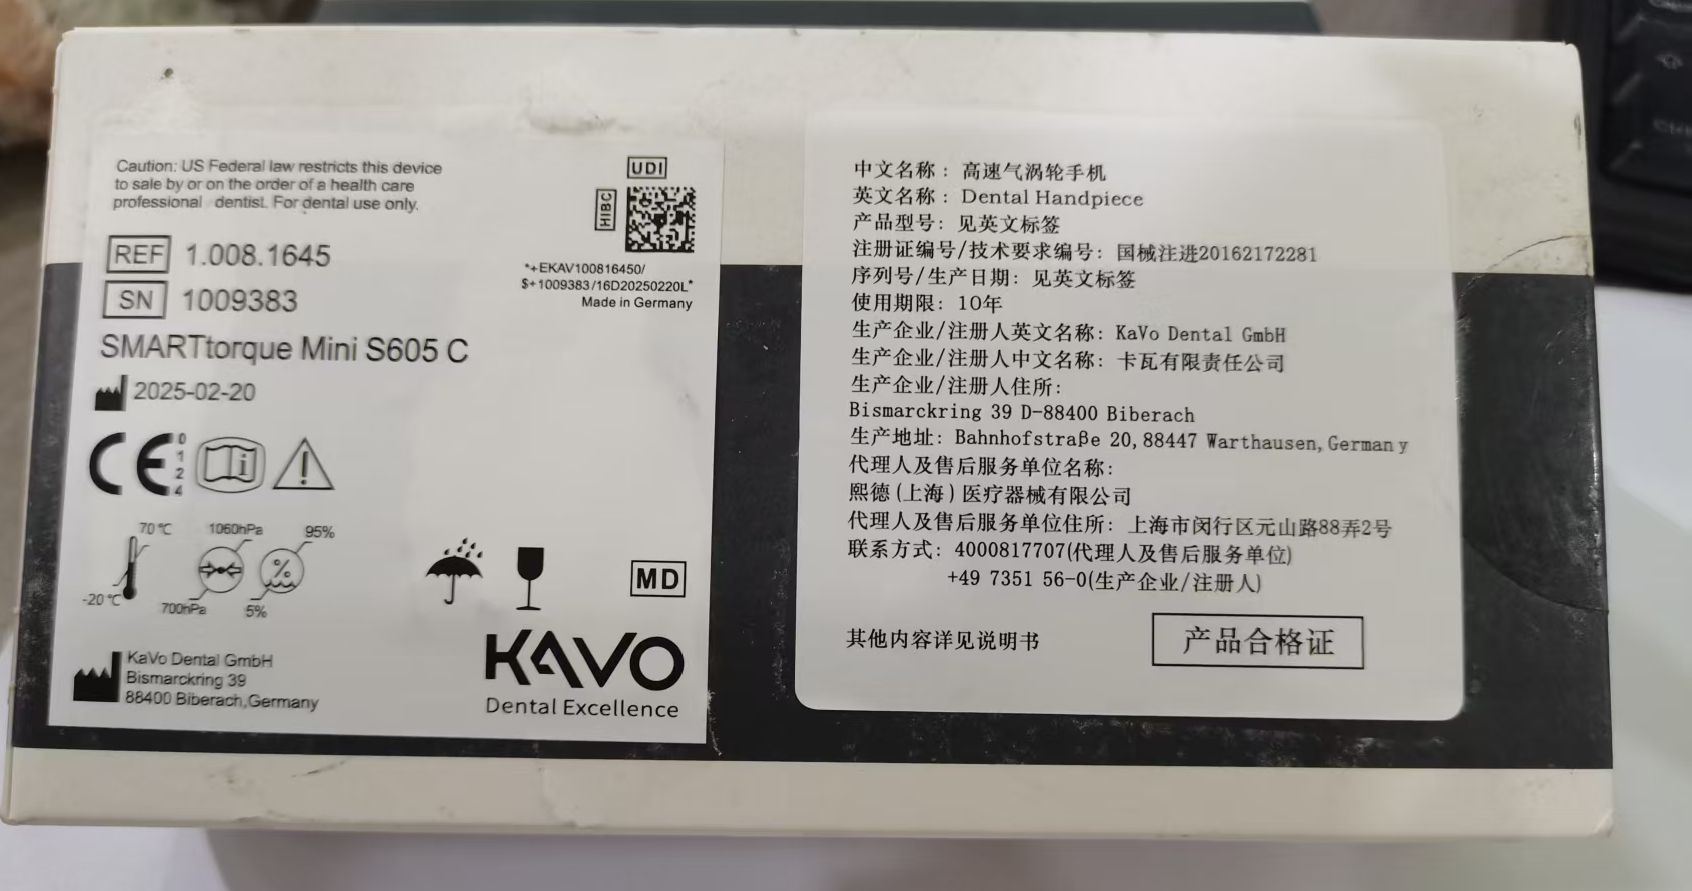 Caution: US Federal law restricts this device
to sale by or on the order of a health care
professional dentist. For dental use only.
UDI
HIBC
REF 1.008.1645
SN 1009383
*+EKAV100816450/
$+1009383/16D20250220L*
Made in Germany
SMARTtorque Mini S605 C
2025-02-20
CE 0124
70°C
-20°C
1060hPa
700hPa
95%
%
5%
MD
KaVo Dental GmbH
Bismarckring 39
88400 Biberach,Germany
KAVO
Dental Excellence
中文名称：高速气涡轮手机
英文名称：Dental Handpiece
产品型号：见英文标签
注册证编号/技术要求编号：国械注进20162172281
序列号/生产日期：见英文标签
使用期限：10年
生产企业/注册人英文名称：KaVo Dental GmbH
生产企业/注册人中文名称：卡瓦有限责任公司
生产企业/注册人住所：
Bismarckring 39 D-88400 Biberach
生产地址：Bahnhofstraße 20,88447 Warthausen,Germany
代理人及售后服务单位名称：
熙德(上海)医疗器械有限公司
代理人及售后服务单位住所：上海市闵行区元山路88弄2号
联系方式：4000817707(代理人及售后服务单位)
+49 7351 56-0(生产企业/注册人)
其他内容详见说明书
产品合格证